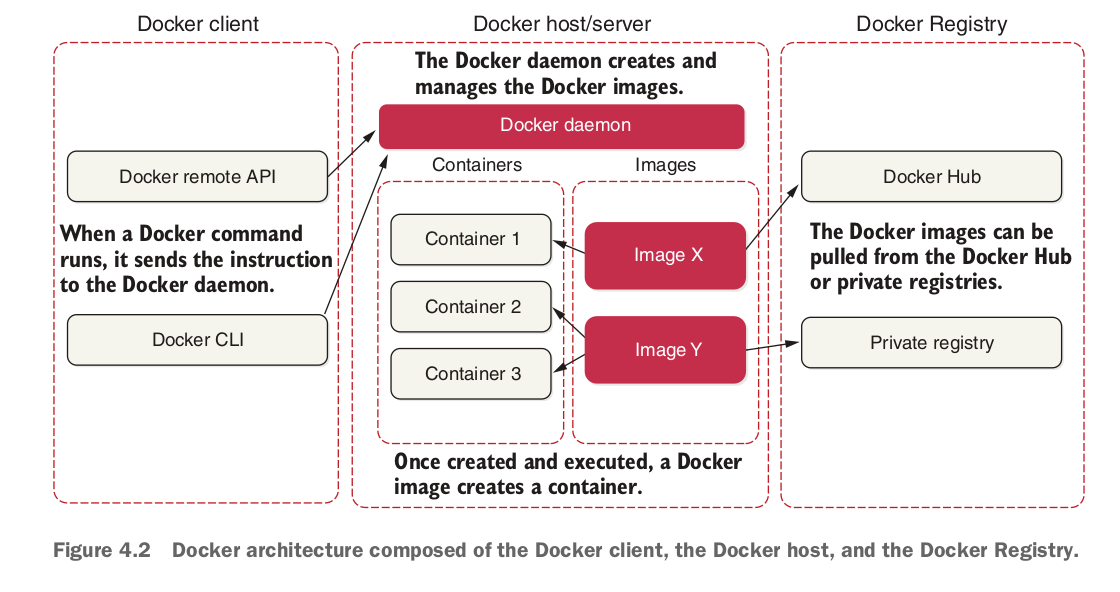 Docker client
Docker host/server
Docker Registry
The Docker daemon creates and
manages the Docker images.
Docker daemon
Containers
Images
Docker remote API
When a Docker command
runs, it sends the instruction
to the Docker daemon.
Docker CLI
Container 1
Container 2
Container 3
Image X
Image Y
Once created and executed, a Docker
image creates a container.
Docker Hub
The Docker images can be
pulled from the Docker Hub
or private registries.
Private registry
Figure 4.2 Docker architecture composed of the Docker client, the Docker host, and the Docker Registry.